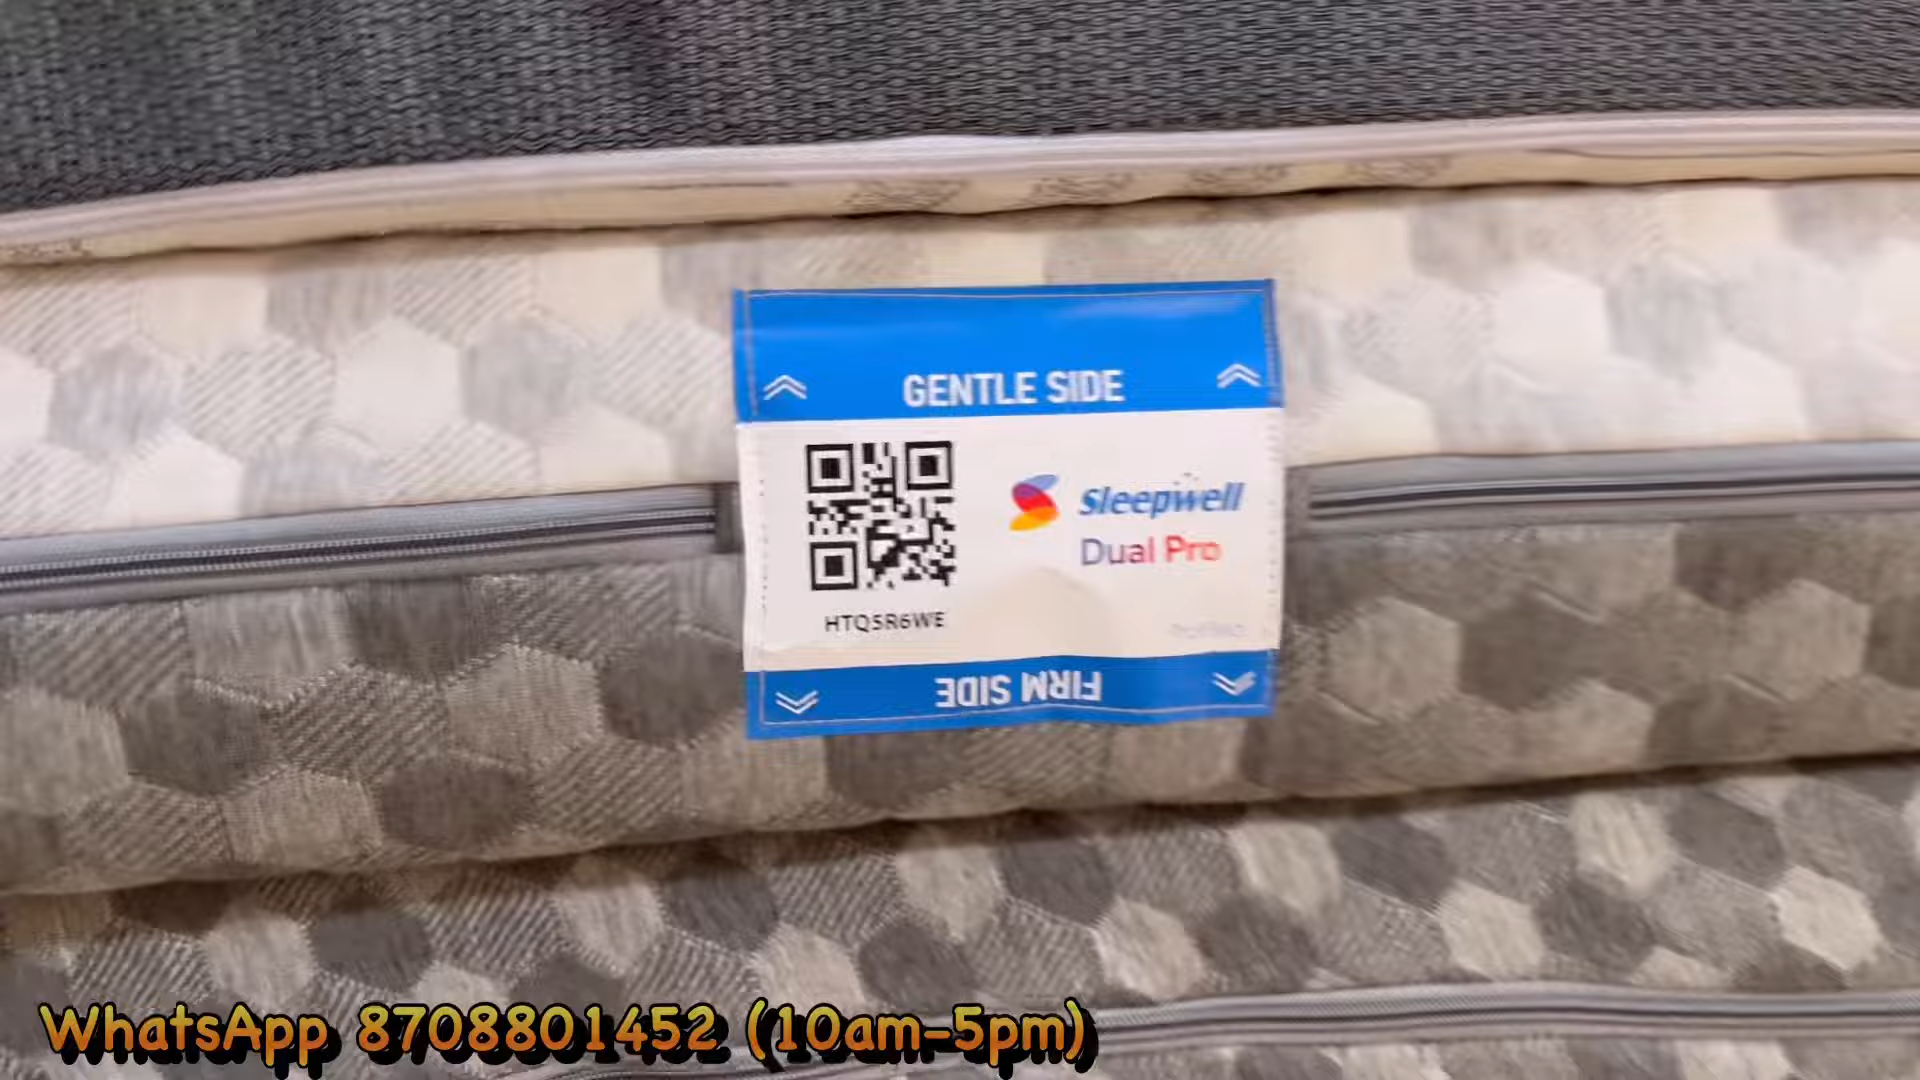 GENTLE SIDE
Sleepwell
Dual Pro
HTQ5R6WE
FIRM SIDE
WhatsApp 8708801452 (10am-5pm)